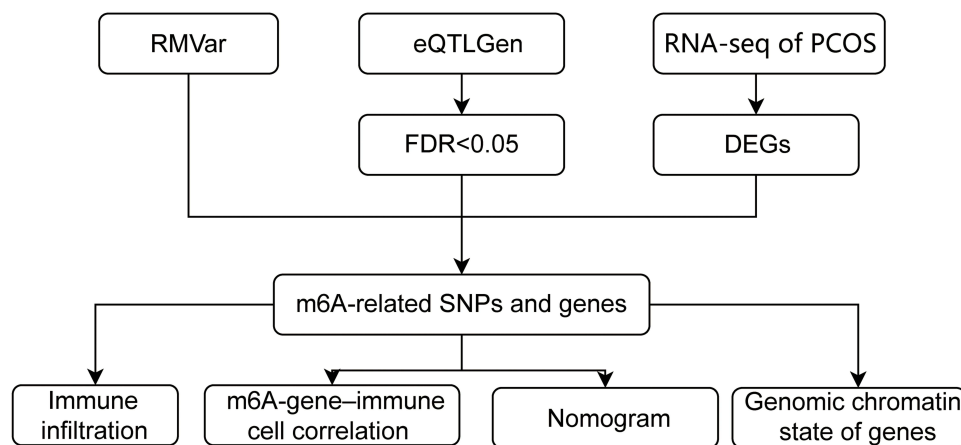 RMVar
eQTLGen
RNA-seq of PCOS
FDR<0.05
DEGs
m6A-related SNPs and genes
Immune
infiltration
m6A-gene–immune
cell correlation
Nomogram
Genomic chromatin
state of genes